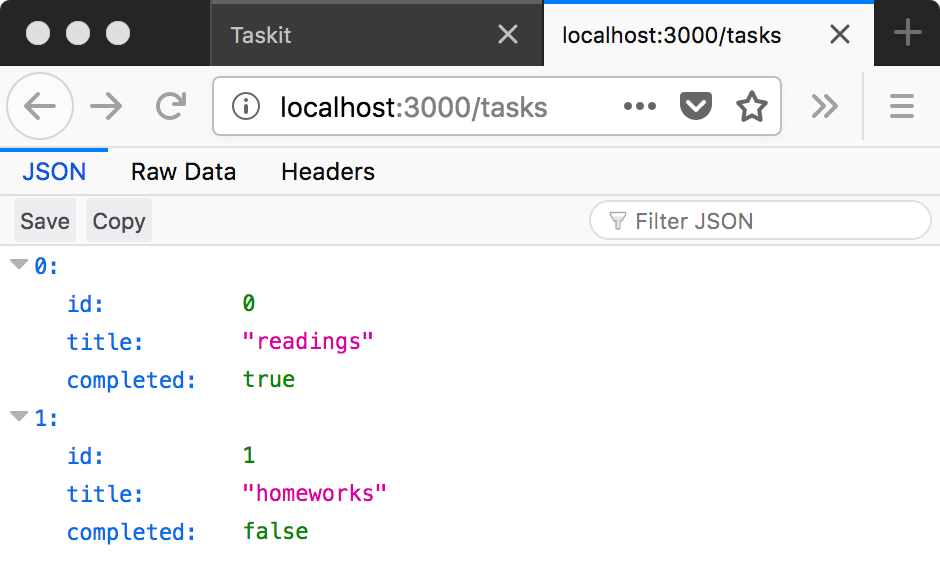 Taskit localhost:3000/tasks
localhost:3000/tasks
JSON Raw Data Headers
Save Copy Filter JSON
0:
id: 0
title: "readings"
completed: true
1:
id: 1
title: "homeworks"
completed: false